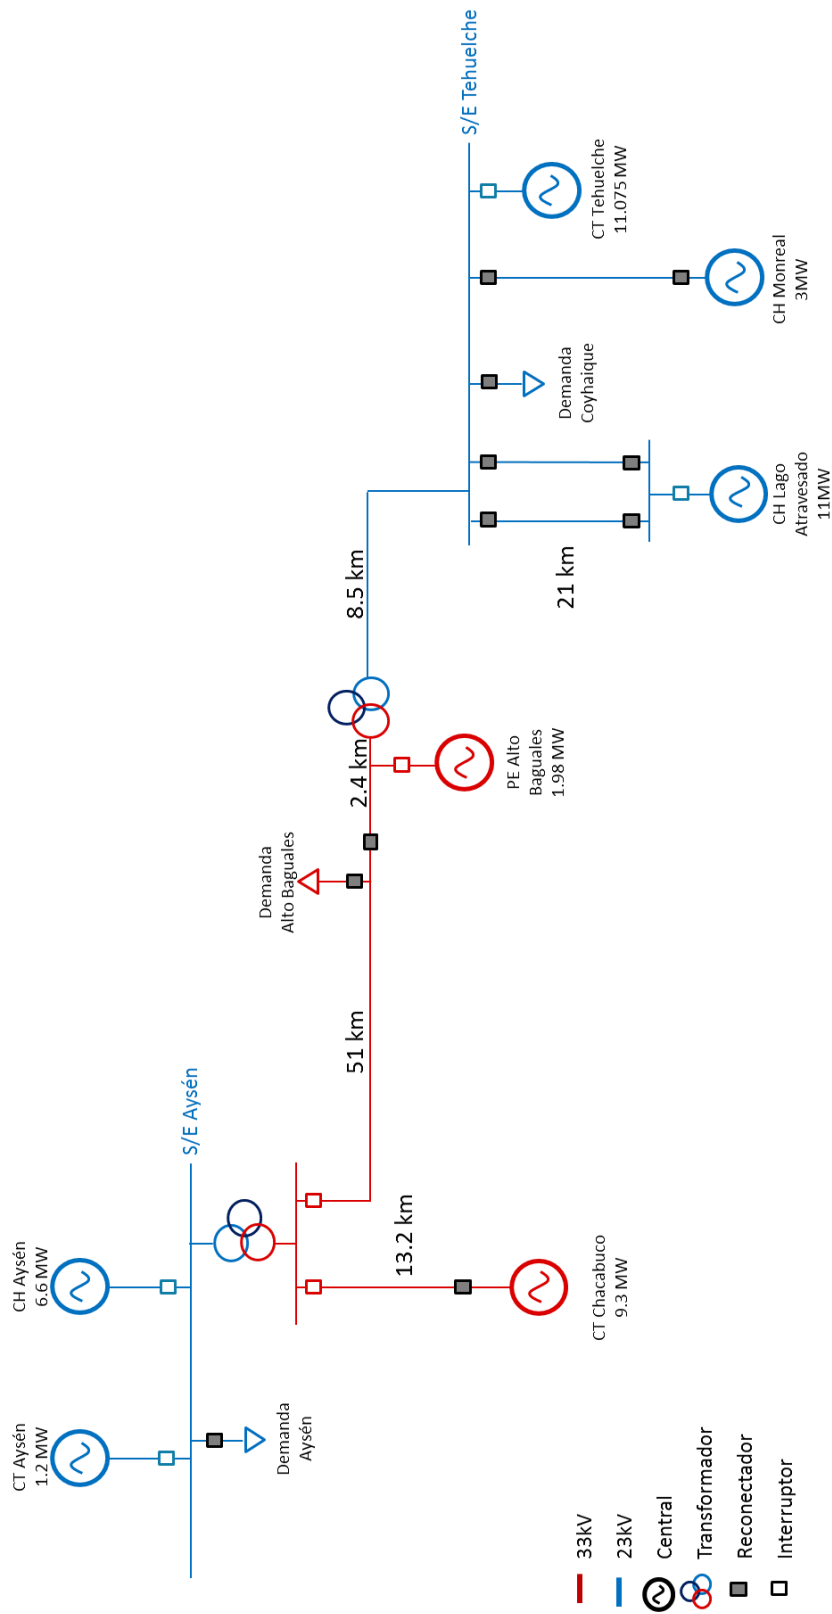 CT Aysén
1.2 MW
CH Aysén
6.6 MW
S/E Aysén
Demanda
Aysén
CT Chacabuco
9.3 MW
13.2 km
51 km
Demanda
Alto Baguales
2.4 km
PE Alto
Baguales
1.98 MW
8.5 km
21 km
CH Lago
Atravesado
11MW
Demanda
Coyhaique
CH Monreal
3MW
CT Tehuelche
11.075 MW
S/E Tehuelche
33kV
23kV
Central
Transformador
Reconectador
Interruptor